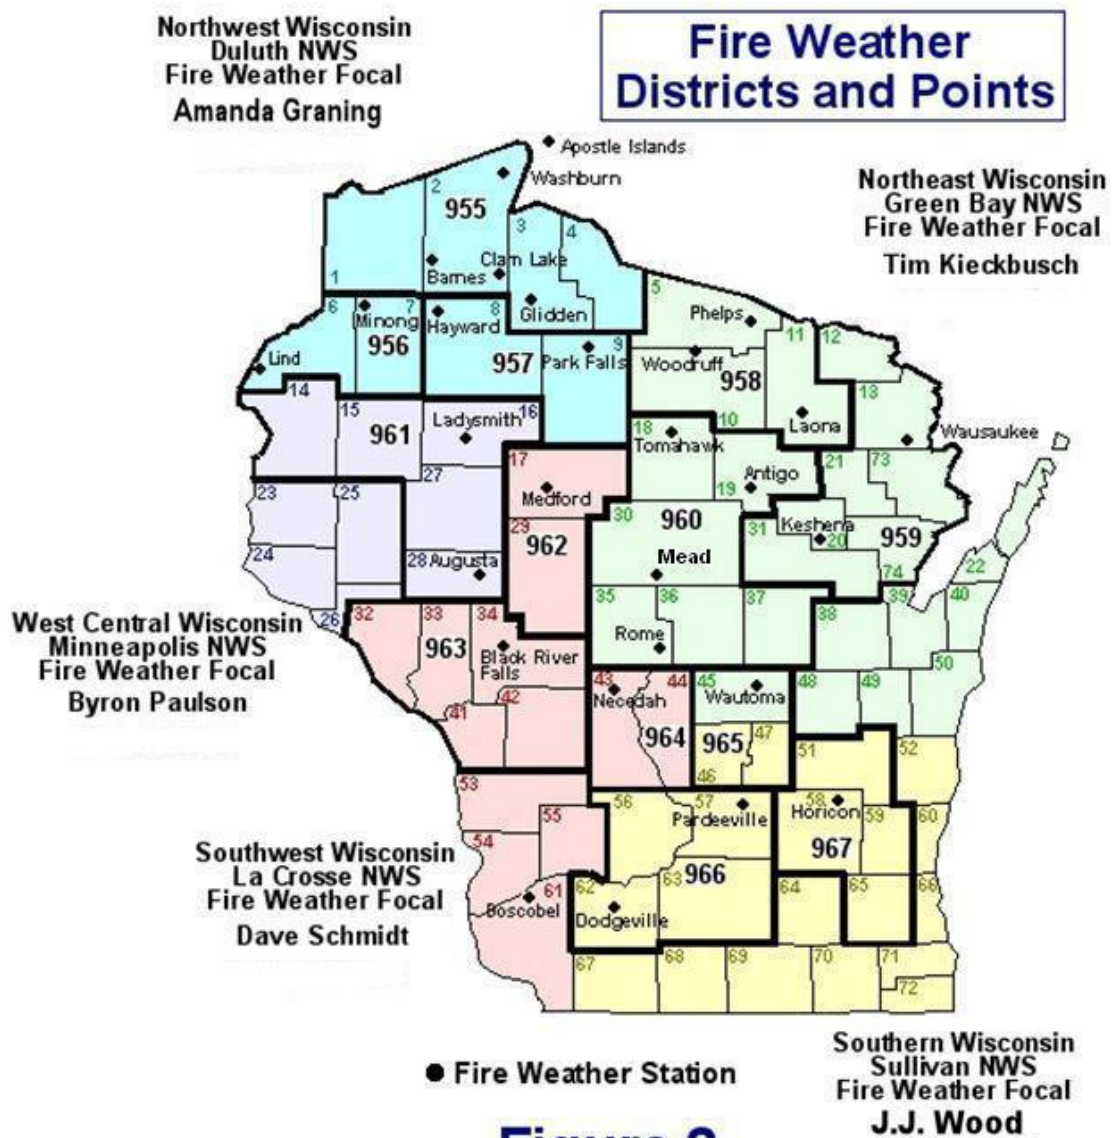 Northwest Wisconsin
Duluth NWS
Fire Weather Focal
Amanda Graning
Fire Weather
Districts and Points
Apostle Islands
Washburn
Northeast Wisconsin
Green Bay NWS
Fire Weather Focal
Tim Kieckbusch
2
955
3
4
Clam Lake
Barnes
1
5
6
Minong
7
Hayward
8
Glidden
Phelps
11
12
956
957
Park Falls
9
Woodruff
958
Lind
14
13
15
961
Ladysmith
16
10
Laona
18
Tomahawk
Wausaukee
17
21
73
27
Medford
19
Antigo
23
25
30
960
31
Keshena
20
959
29
962
24
28
Augusta
Mead
74
22
35
36
37
39
40
26
32
33
34
38
West Central Wisconsin
Minneapolis NWS
Fire Weather Focal
Byron Paulson
963
Black River
Falls
Rome
50
43
44
45
48
49
Necedah
Wautoma
42
41
964
965
47
51
52
46
53
56
57
58
55
Pardeeville
Horicon
59
60
54
967
Southwest Wisconsin
La Crosse NWS
Fire Weather Focal
Dave Schmidt
61
62
63
966
64
65
66
Boscobel
Dodgeville
67
68
69
70
71
72
Fire Weather Station
Southern Wisconsin
Sullivan NWS
Fire Weather Focal
J.J. Wood